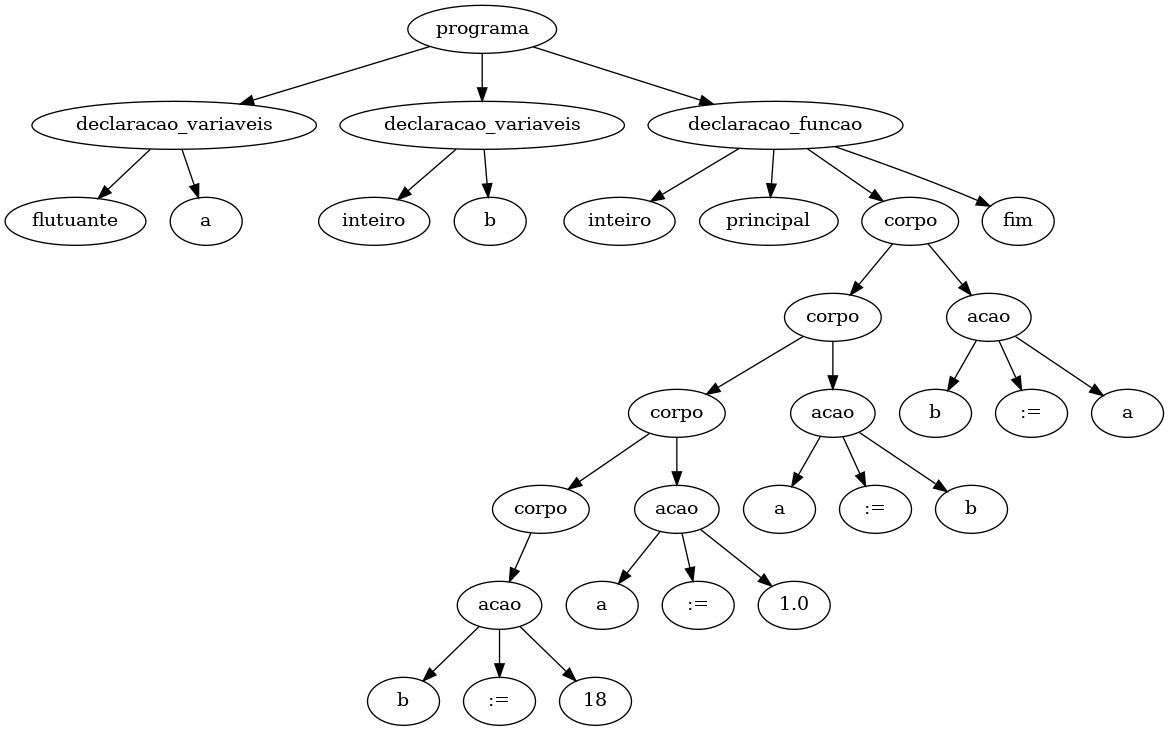 programa
declaracao_variaveis declaracao_variaveis declaracao_funcao
flutuante a inteiro b inteiro principal corpo fim
corpo acao
corpo acao b := a
corpo acao a := b
acao a := 1.0
b := 18